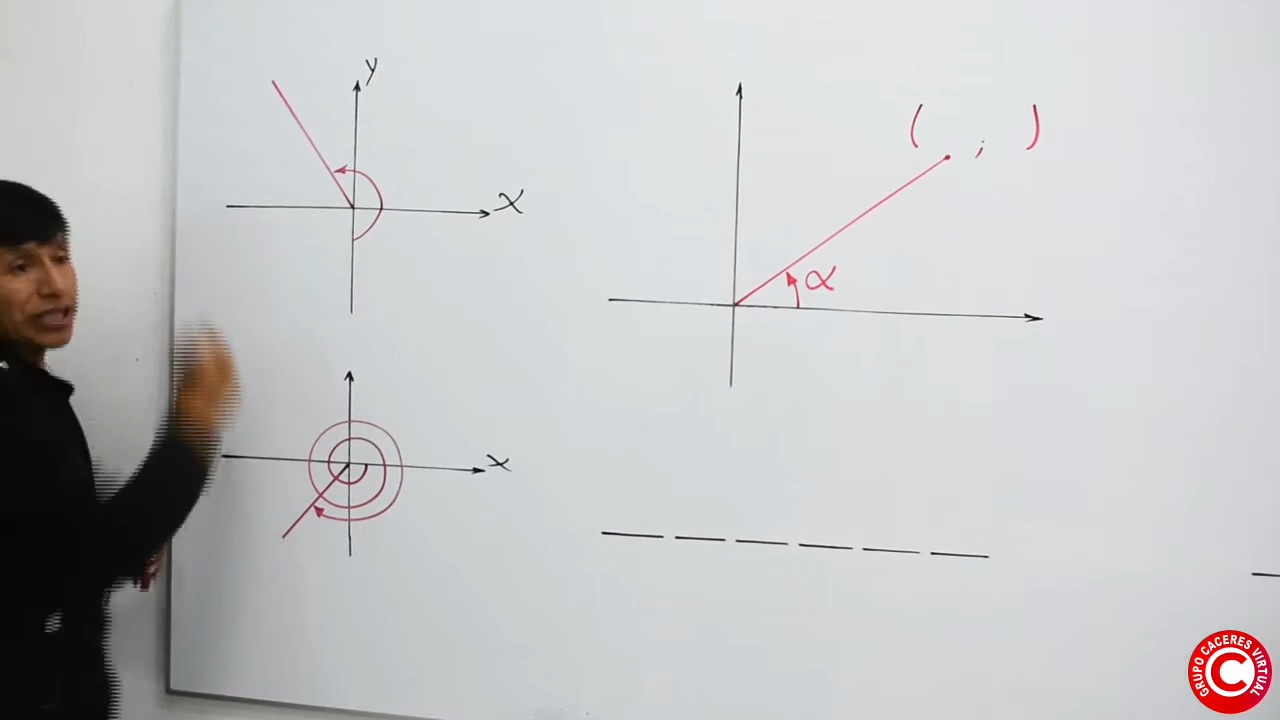 y
x
( ; )
α
x
GRUPO CACERES VIRTUAL
C